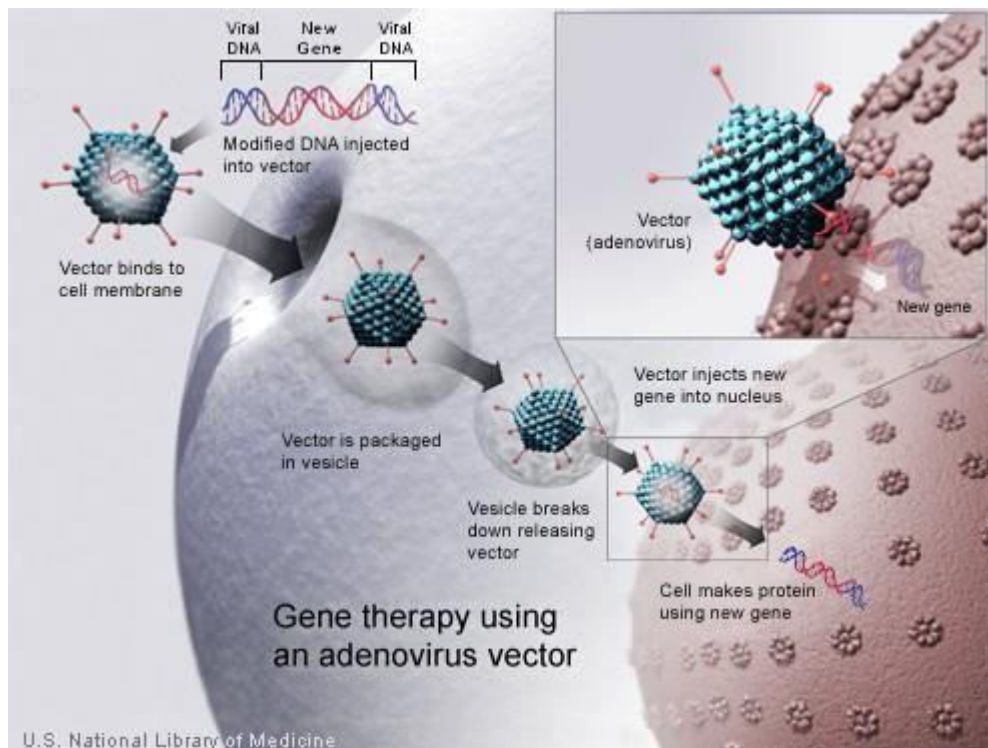 Viral New Viral
DNA Gene DNA
Modified DNA injected
into vector
Vector binds to
cell membrane
Vector
(adenovirus)
New gene
Vector injects new
gene into nucleus
Vector is packaged
in vesicle
Vesicle breaks
down releasing
vector
Cell makes protein
using new gene
Gene therapy using
an adenovirus vector
U.S. National Library of Medicine